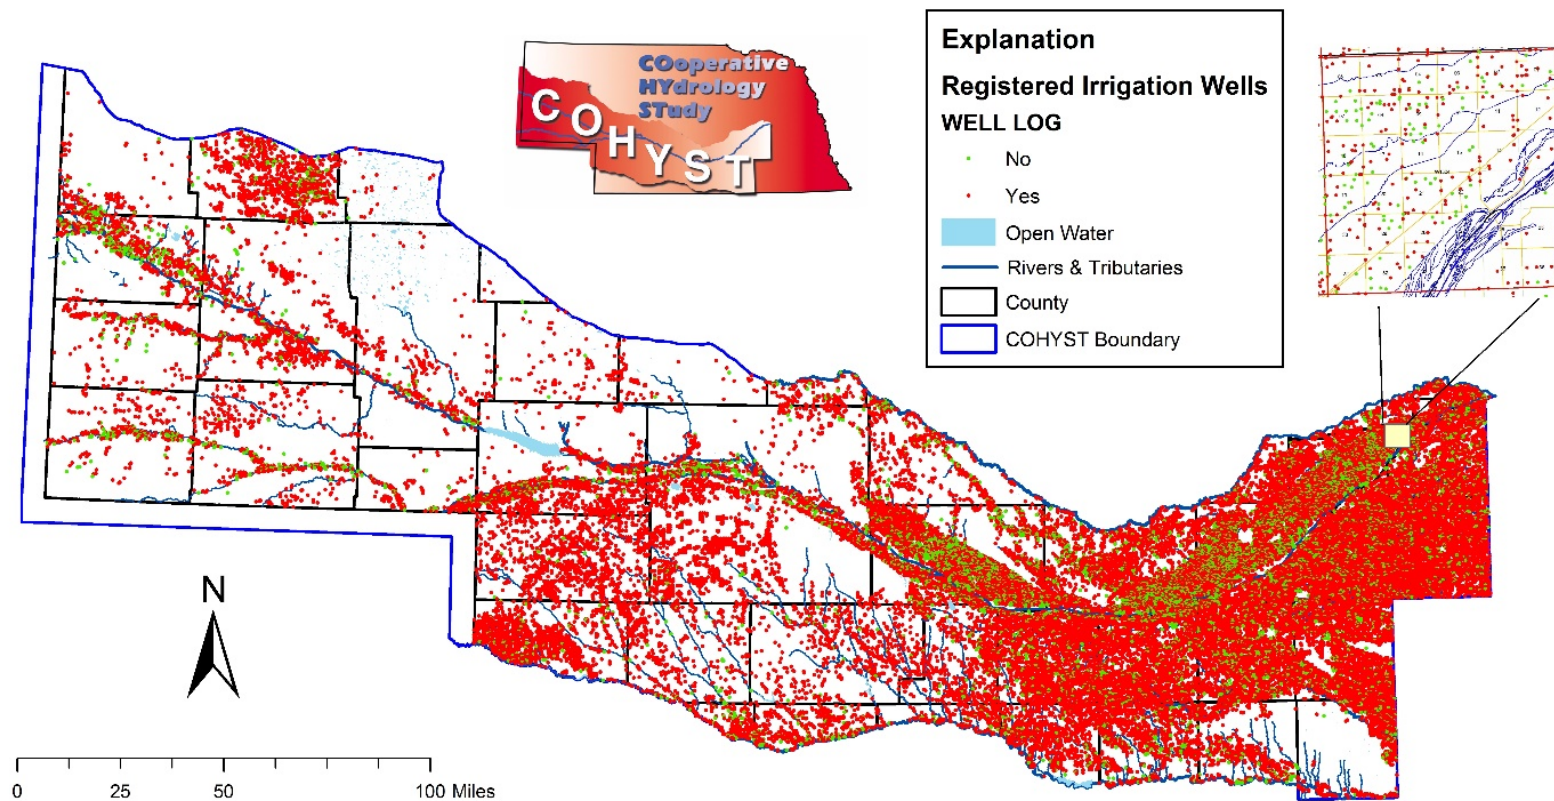 COoperative
HYdrology
STudy
COHYST
Explanation
Registered Irrigation Wells
WELL LOG
No
Yes
Open Water
Rivers & Tributaries
County
COHYST Boundary
N
0 25 50 100 Miles